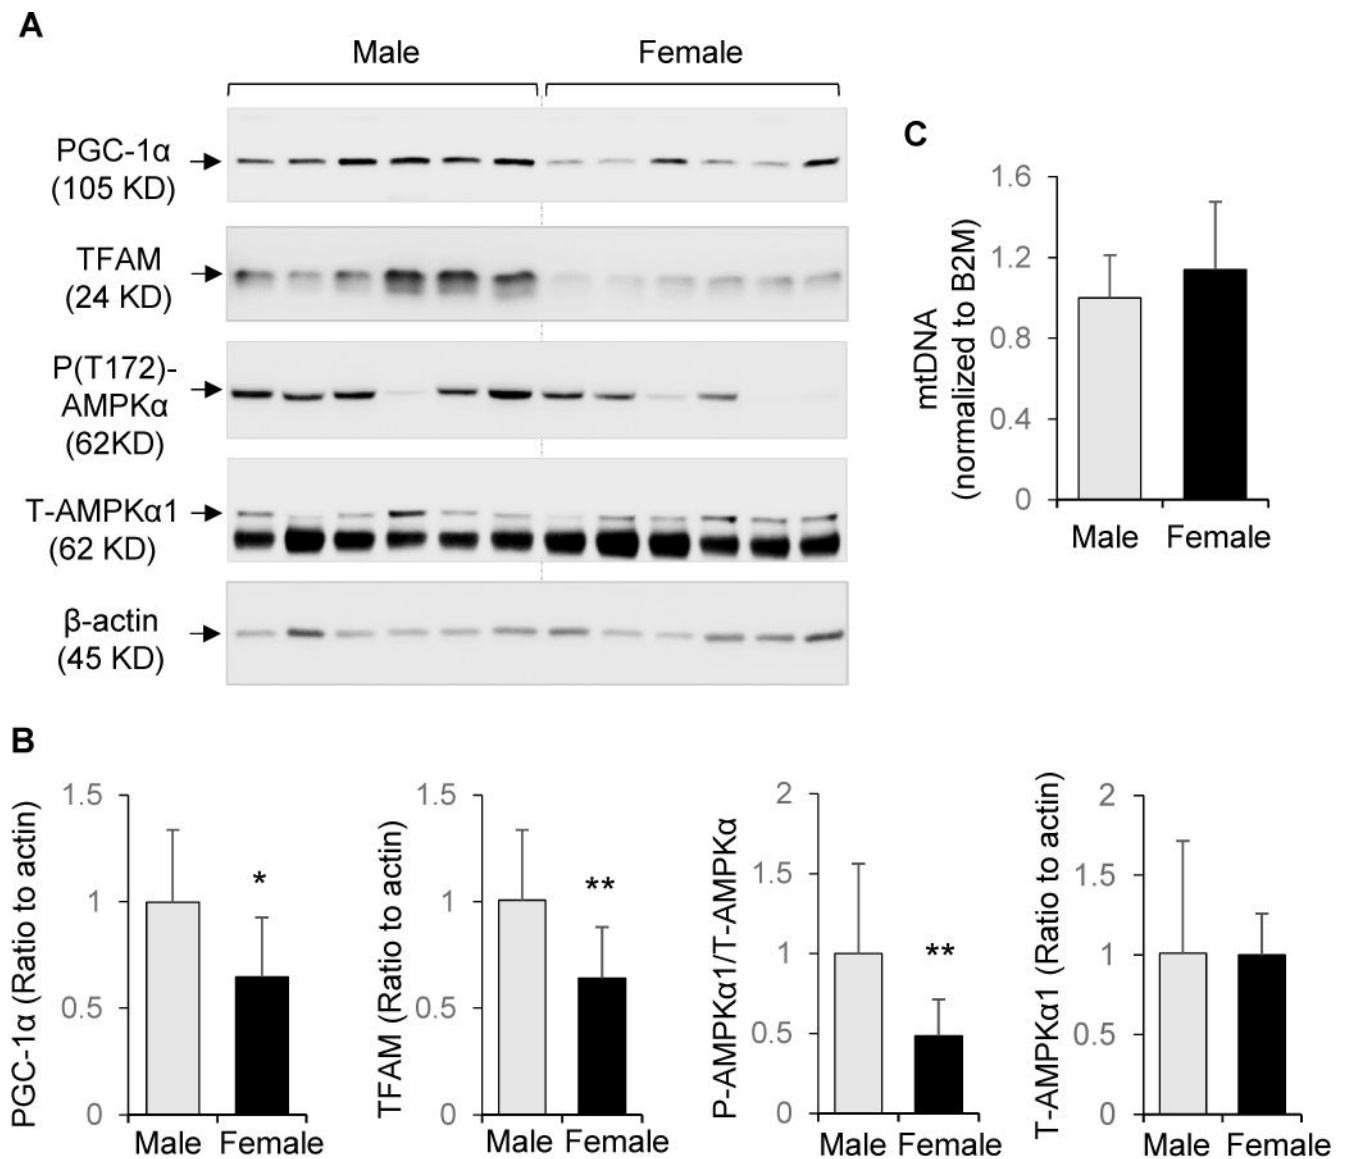 A
Male
Female
PGC-1α
(105 KD)
TFAM
(24 KD)
P(T172)-
AMPKα
(62KD)
T-AMPKα1
(62 KD)
β-actin
(45 KD)
C
mtDNA
(normalized to B2M)
1.6
1.2
0.8
0.4
0
Male
Female
B
PGC-1α (Ratio to actin)
1.5
1
0.5
0
*
Male
Female
TFAM (Ratio to actin)
1.5
1
0.5
0
**
Male
Female
P-AMPKα1/T-AMPKα
2
1.5
1
0.5
0
**
Male
Female
T-AMPKα1 (Ratio to actin)
2
1.5
1
0.5
0
Male
Female